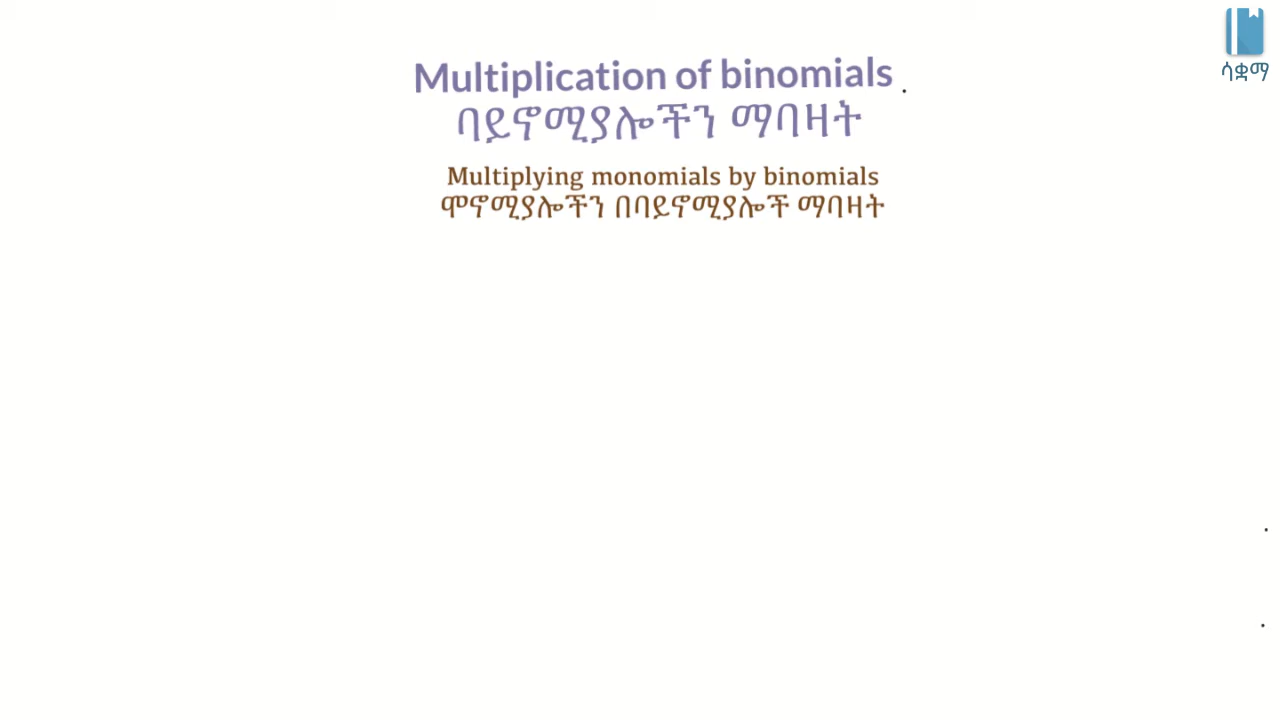 Multiplication of binomials .
ባይኖሚያሎችን ማባዛት
Multiplying monomials by binomials
ሞኖሚያሎችን በባይኖሚያሎች ማባዛት
ሳቋማ